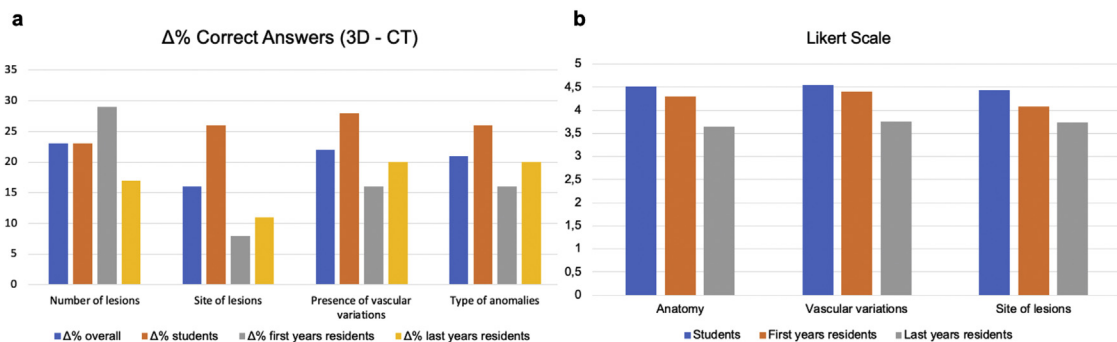 a
Δ% Correct Answers (3D - CT)
35
30
25
20
15
10
5
0
Number of lesions
Site of lesions
Presence of vascular
variations
Type of anomalies
Δ% overall
Δ% students
Δ% first years residents
Δ% last years residents
b
Likert Scale
5
4,5
4
3,5
3
2,5
2
1,5
1
0,5
0
Anatomy
Vascular variations
Site of lesions
Students
First years residents
Last years residents